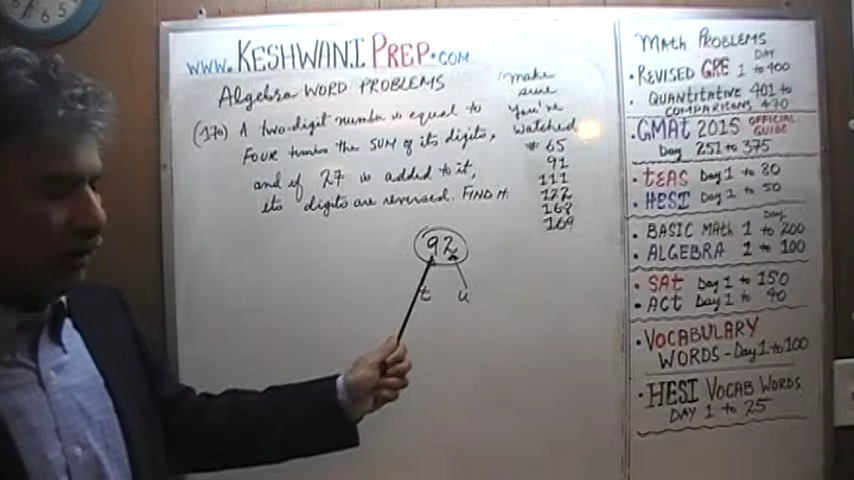 www.KESHWANI PREP.com
Algebra WORD PROBLEMS
(170) A two-digit number is equal to
FOUR times the SUM of its digits,
and if 27 is added to it,
its digits are reversed. FIND it.
make
sure
you're
watched
# 65
91
111
122
168
169
92
t u
Math PROBLEMS
DAY
• REVISED GRE 1 to 400
• QUANTITATIVE 401 to
COMPARISONS 470
• GMAt 2015 OFFICIAL
GUIDE
Day 251 to 375
• tEAS Day 1 to 80
• HESI Day 1 to 50
Day
• BASIC Math 1 to 200
• ALGEBRA 1 to 100
• SAt Day 1 to 150
• ACt Day 1 to 90
• VOCABULARY
WORDS - Day 1 to 100
• HESI VOCAB WORDS
DAY 1 to 25
6 5